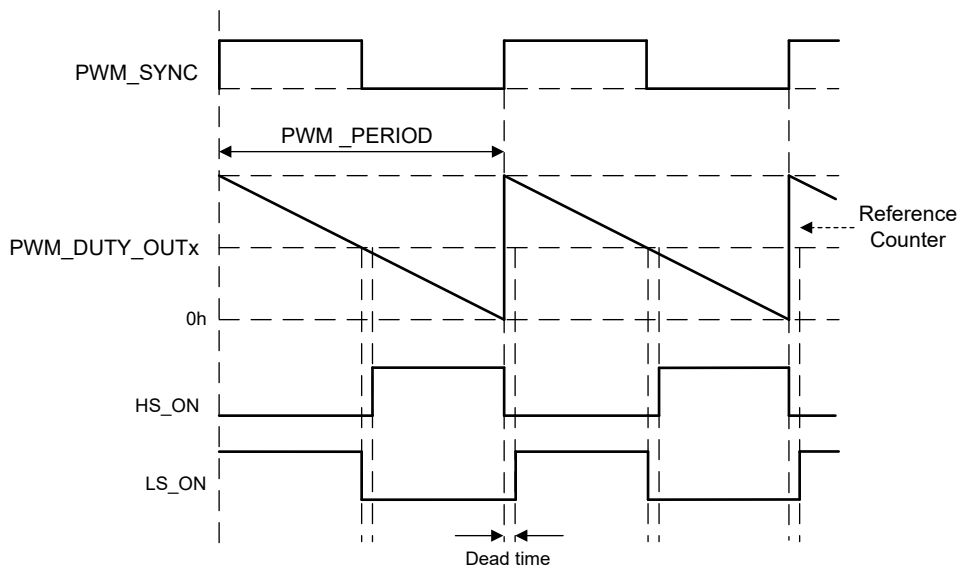 PWM_SYNC
PWM _PERIOD
Reference
Counter
PWM_DUTY_OUTx
0h
HS_ON
LS_ON
Dead time